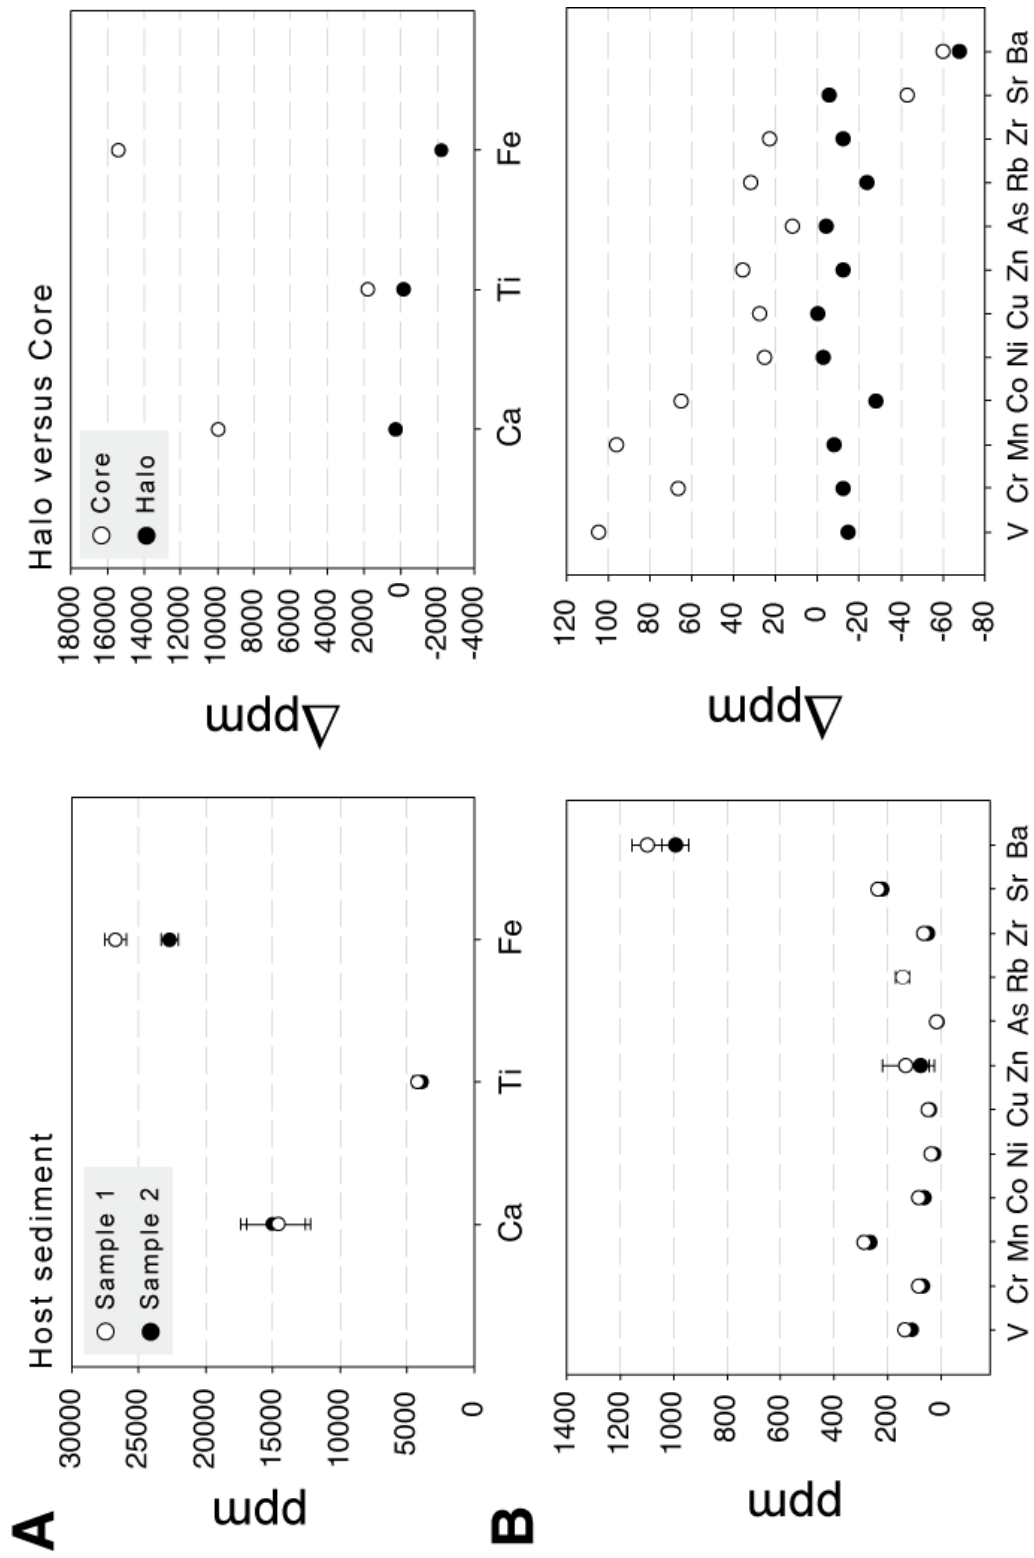 A
Host sediment
Sample 1
Sample 2
ppm
30000
25000
20000
15000
10000
5000
0
Ca Ti Fe
Halo versus Core
Core
Halo
Δppm
18000
16000
14000
12000
10000
8000
6000
4000
2000
0
-2000
-4000
Ca Ti Fe
B
ppm
1400
1200
1000
800
600
400
200
0
V Cr Mn Co Ni Cu Zn As Rb Zr Sr Ba
Δppm
120
100
80
60
40
20
0
-20
-40
-60
-80
V Cr Mn Co Ni Cu Zn As Rb Zr Sr Ba